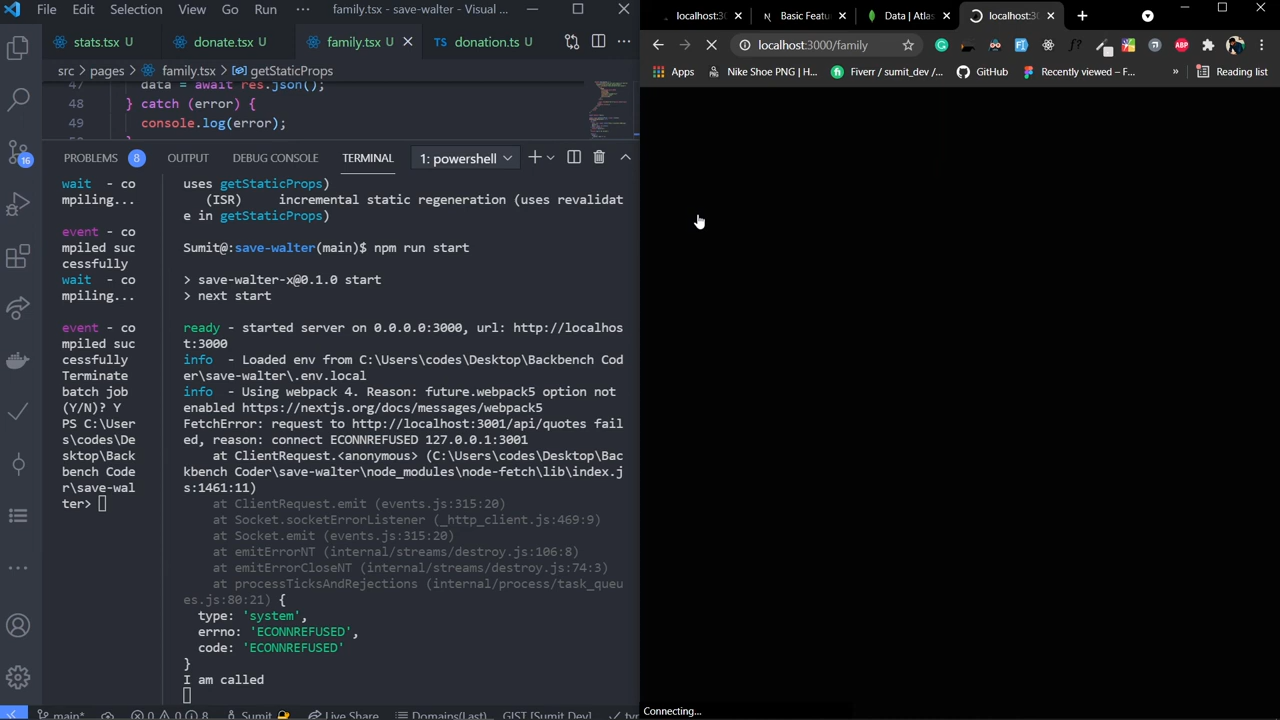 File Edit Selection View Go Run ··· family.tsx - save-walter - Visual ...
stats.tsx U donate.tsx U family.tsx U donation.ts U
src > pages > family.tsx > getStaticProps
47 data = await res.json();
48 } catch (error) {
49 console.log(error);
PROBLEMS 8 OUTPUT DEBUG CONSOLE TERMINAL 1: powershell
wait - co
mpiling...
event - co
mpiled suc
cessfully
wait - co
mpiling...
event - co
mpiled suc
cessfully
Terminate
batch job
(Y/N)? Y
PS C:\User
s\codes\De
sktop\Back
bench Code
r\save-wal
ter>
uses getStaticProps)
(ISR) incremental static regeneration (uses revalidat
e in getStaticProps)
Sumit@:save-walter(main)$ npm run start
> save-walter-x@0.1.0 start
> next start
ready - started server on 0.0.0.0:3000, url: http://localhos
t:3000
info - Loaded env from C:\Users\codes\Desktop\Backbench Cod
er\save-walter\.env.local
info - Using webpack 4. Reason: future.webpack5 option not
enabled https://nextjs.org/docs/messages/webpack5
FetchError: request to http://localhost:3001/api/quotes fail
ed, reason: connect ECONNREFUSED 127.0.0.1:3001
at ClientRequest.<anonymous> (C:\Users\codes\Desktop\Bac
kbench Coder\save-walter\node_modules\node-fetch\lib\index.j
s:1461:11)
at ClientRequest.emit (events.js:315:20)
at Socket.socketErrorListener (_http_client.js:469:9)
at Socket.emit (events.js:315:20)
at emitErrorNT (internal/streams/destroy.js:106:8)
at emitErrorCloseNT (internal/streams/destroy.js:74:3)
at processTicksAndRejections (internal/process/task_queu
es.js:80:21) {
type: 'system',
errno: 'ECONNREFUSED',
code: 'ECONNREFUSED'
}
I am called
16
main* 0 0 8 Sumit Live Share Domains(Last) GIST [Sumit Dev]
localhost:3 Basic Featu Data | Atlas localhost:3
localhost:3000/family
Apps Nike Shoe PNG | H... Fiverr / sumit_dev /... GitHub Recently viewed – F... » Reading list
ABP
Connecting...